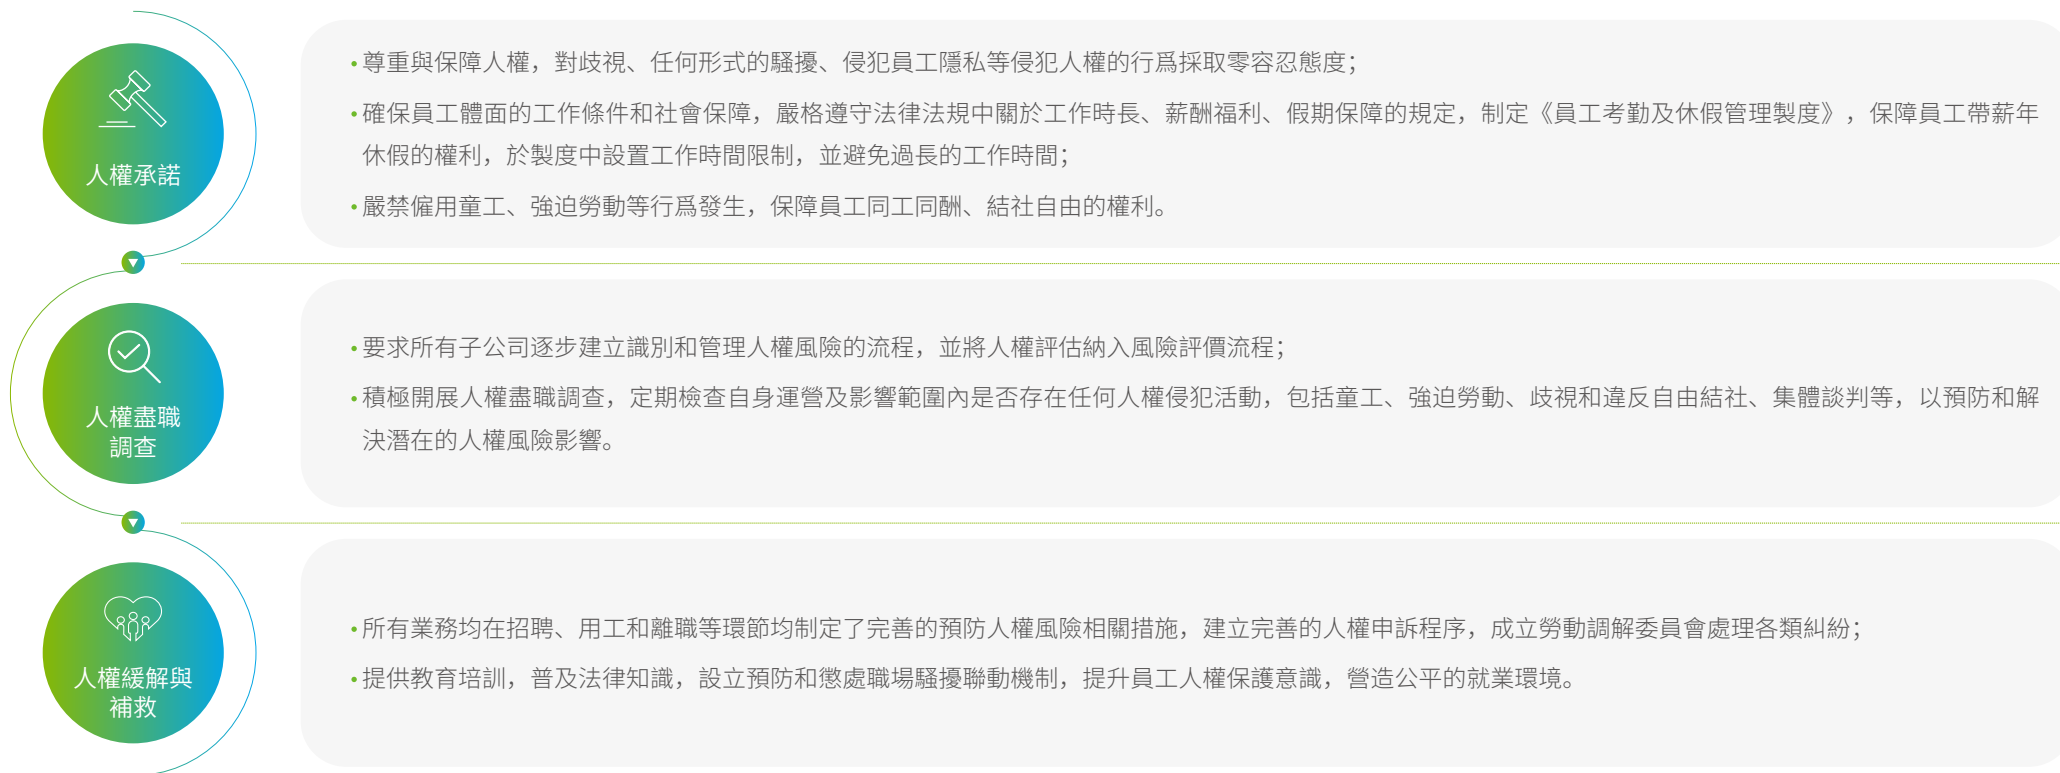 人權承諾
•尊重與保障人權，對歧視、任何形式的騷擾、侵犯員工隱私等侵犯人權的行爲採取零容忍態度；
•確保員工體面的工作條件和社會保障，嚴格遵守法律法規中關於工作時長、薪酬福利、假期保障的規定，制定《員工考勤及休假管理製度》，保障員工帶薪年
休假的權利，於製度中設置工作時間限制，並避免過長的工作時間；
•嚴禁僱用童工、強迫勞動等行爲發生，保障員工同工同酬、結社自由的權利。
人權盡職
調查
•要求所有子公司逐步建立識別和管理人權風險的流程，並將人權評估納入風險評價流程；
•積極開展人權盡職調查，定期檢查自身運營及影響範圍內是否存在任何人權侵犯活動，包括童工、強迫勞動、歧視和違反自由結社、集體談判等，以預防和解
決潛在的人權風險影響。
人權緩解與
補救
•所有業務均在招聘、用工和離職等環節均制定了完善的預防人權風險相關措施，建立完善的人權申訴程序，成立勞動調解委員會處理各類糾紛；
•提供教育培訓，普及法律知識，設立預防和懲處職場騷擾聯動機制，提升員工人權保護意識，營造公平的就業環境。